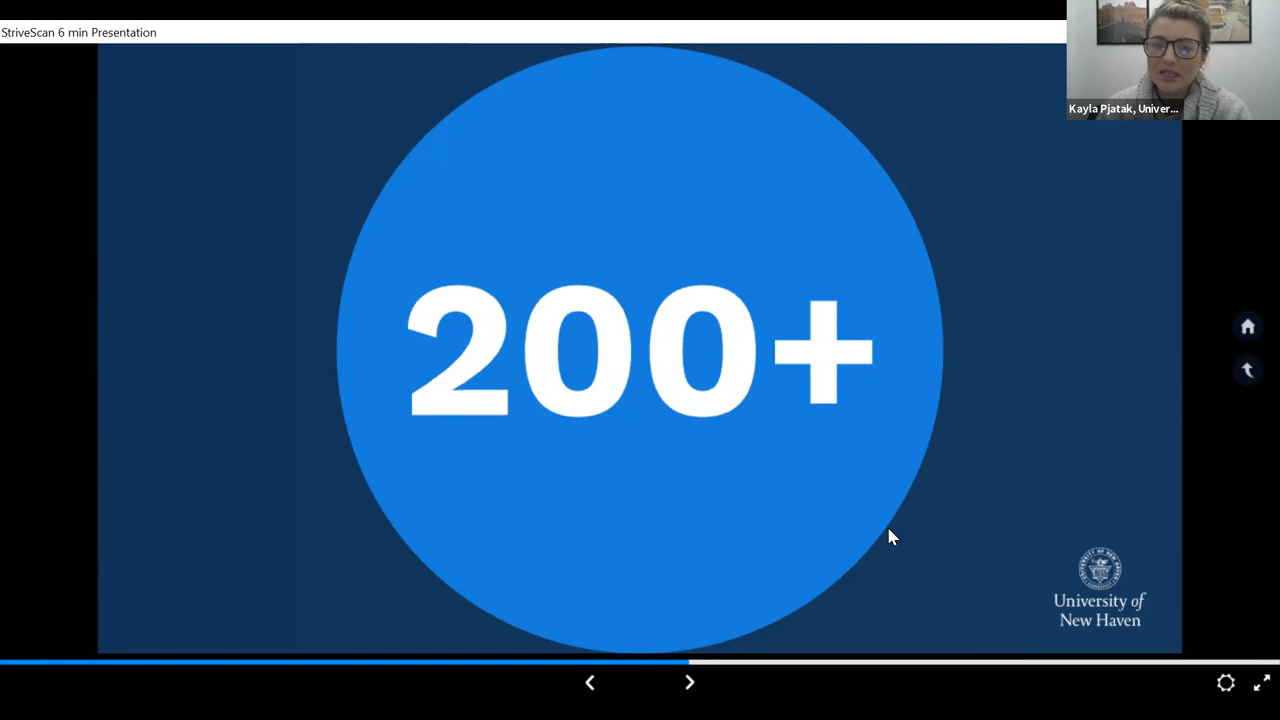 StriveScan 6 min Presentation
Kayla Pjatak, Univer...
200+
University of
New Haven